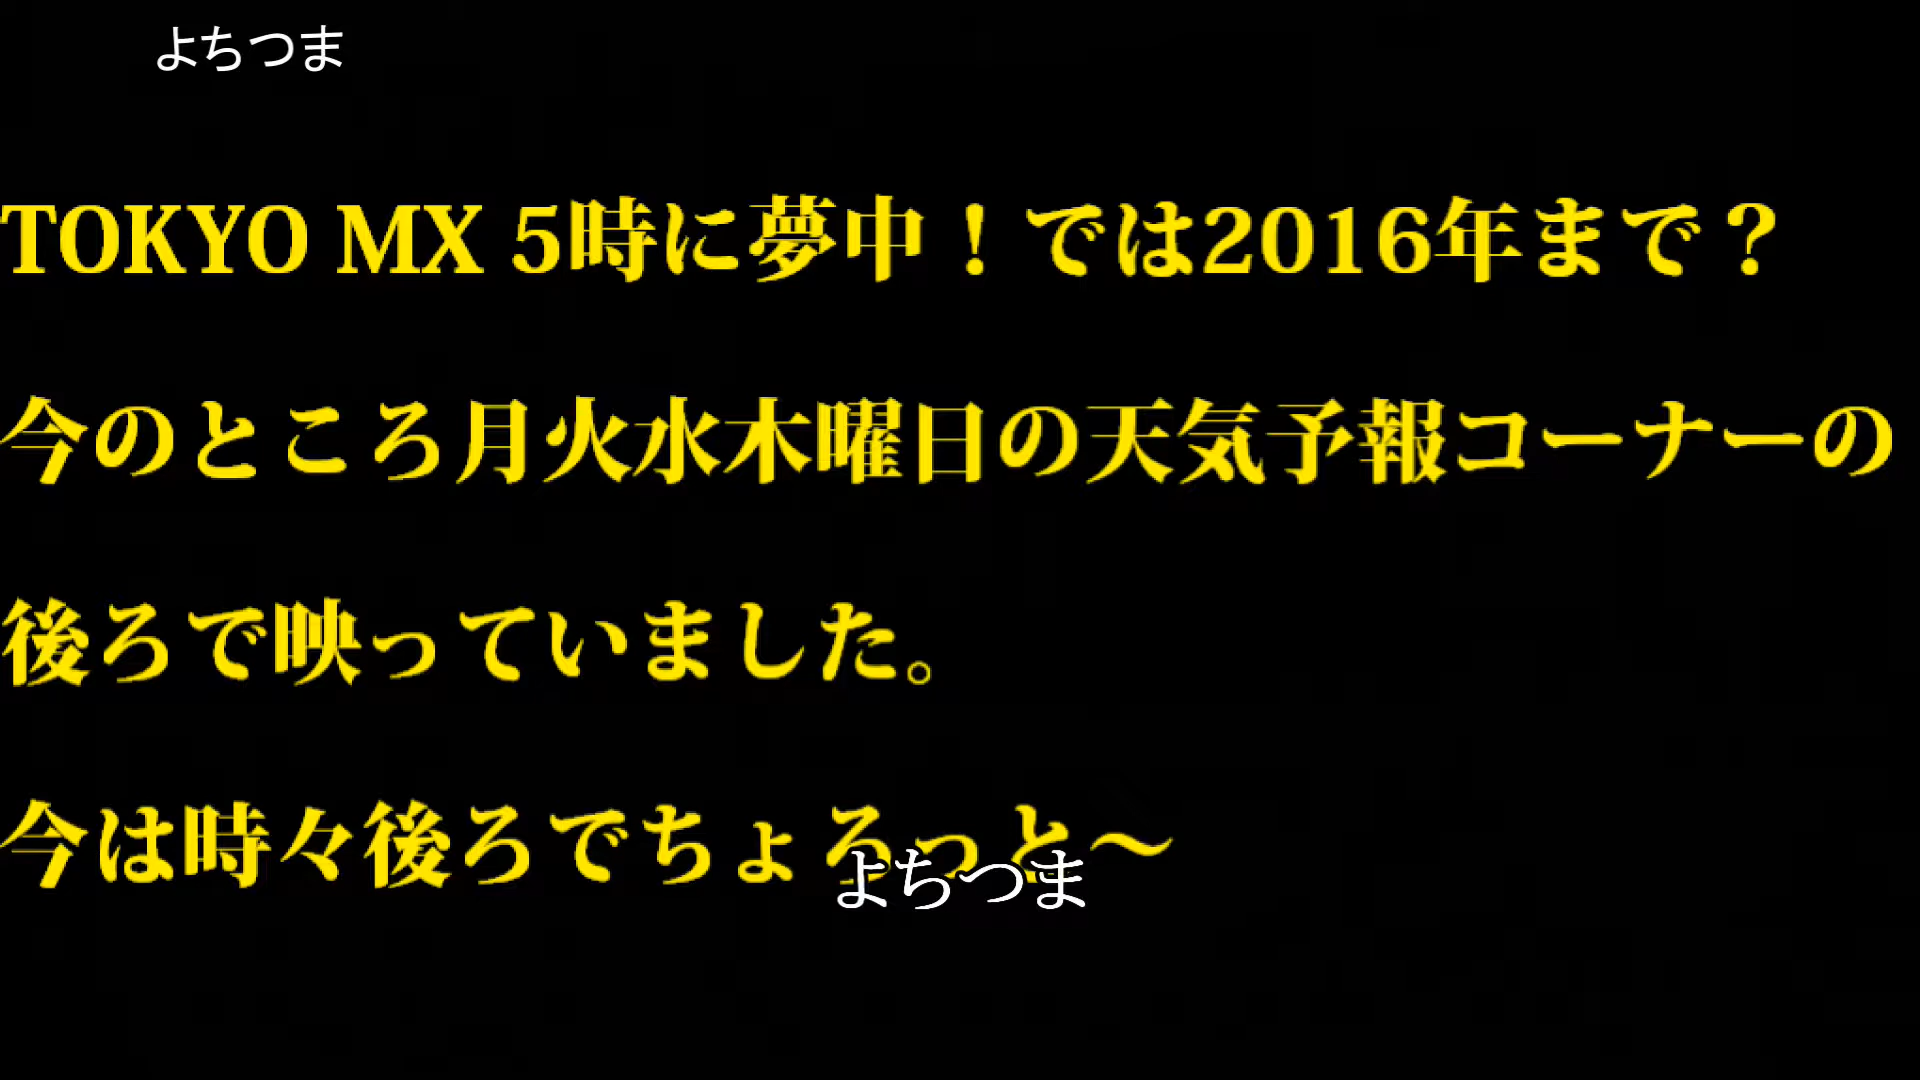 よちつま
TOKYO MX 5時に夢中！では2016年まで？
今のところ月火水木曜日の天気予報コーナーの
後ろで映っていました。
今は時々後ろでちょろっと～
よちつま